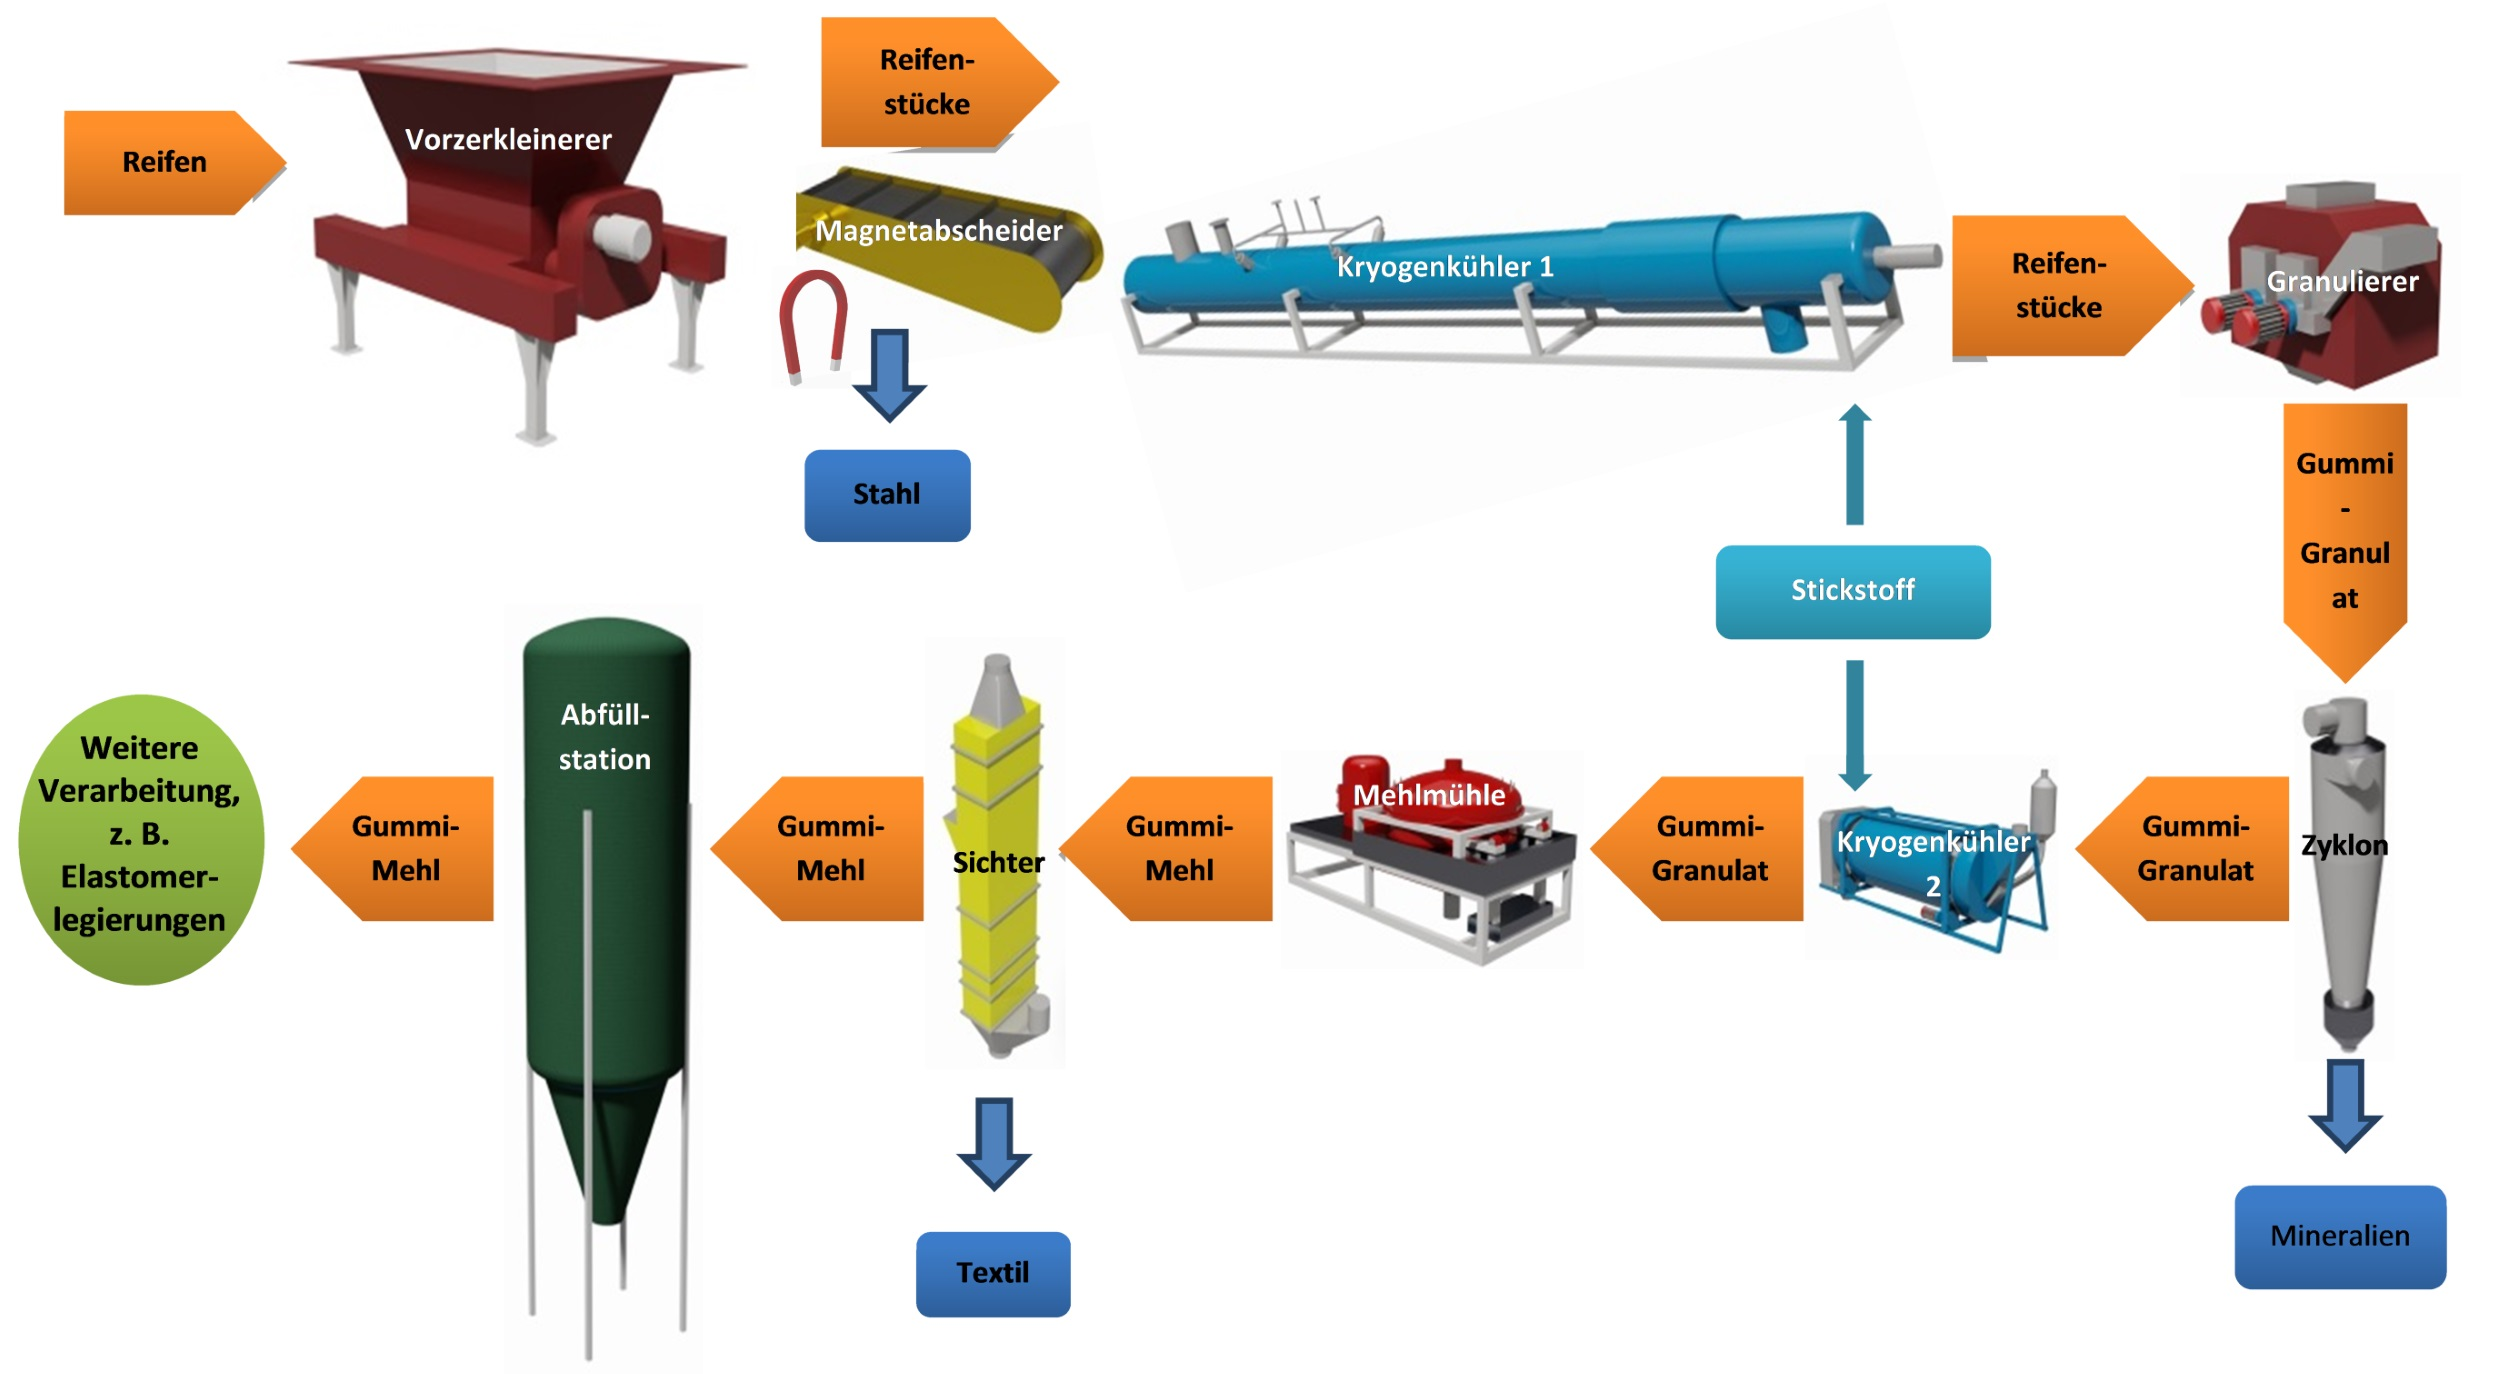 Reifen
Vorzerkleinerer
Reifen-
stücke
Magnetabscheider
Stahl
Kryogenkühler 1
Reifen-
stücke
Granulierer
Gummi
-
Granul
at
Stickstoff
Zyklon
Mineralien
Gummi-
Granulat
Kryogenkühler
2
Gummi-
Granulat
Mehlmühle
Gummi-
Mehl
Sichter
Textil
Gummi-
Mehl
Abfüll-
station
Gummi-
Mehl
Weitere
Verarbeitung,
z. B.
Elastomer-
legierungen